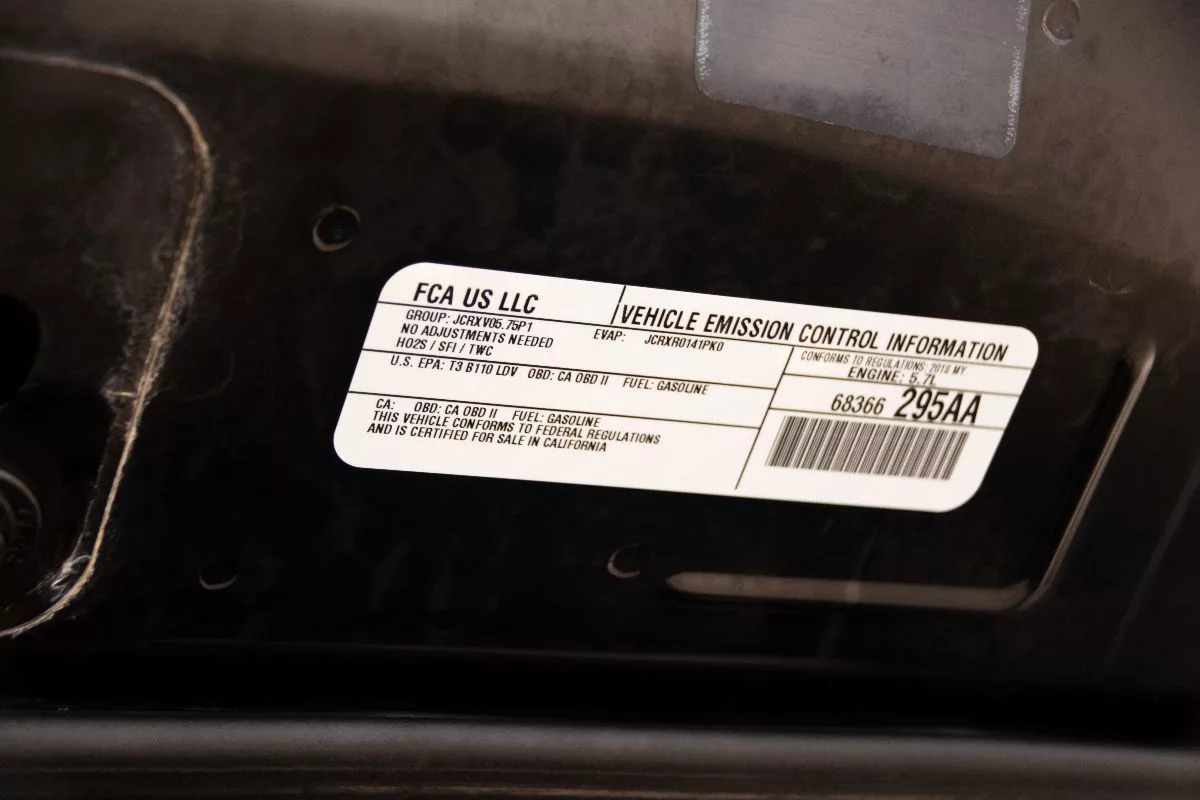 FCA US LLC
VEHICLE EMISSION CONTROL INFORMATION
GROUP: JCRXV05.75P1
EVAP: JCRXR0141PK0
NO ADJUSTMENTS NEEDED
HO2S / SFI / TWC
CONFORMS TO REGULATIONS: 2018 MY
ENGINE: 5.7L
U.S. EPA: T3 B110 LDV OBD: CA OBD II FUEL: GASOLINE
68366 295AA
CA: OBD: CA OBD II FUEL: GASOLINE
THIS VEHICLE CONFORMS TO FEDERAL REGULATIONS
AND IS CERTIFIED FOR SALE IN CALIFORNIA